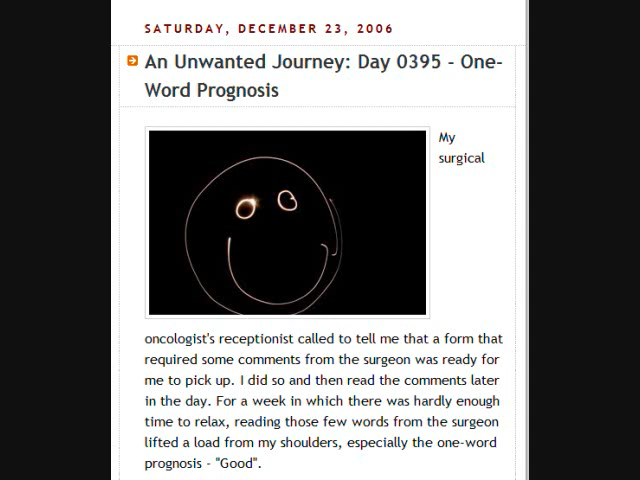 SATURDAY, DECEMBER 23, 2006
An Unwanted Journey: Day 0395 - One-
Word Prognosis
My
surgical
oncologist's receptionist called to tell me that a form that
required some comments from the surgeon was ready for
me to pick up. I did so and then read the comments later
in the day. For a week in which there was hardly enough
time to relax, reading those few words from the surgeon
lifted a load from my shoulders, especially the one-word
prognosis - "Good".